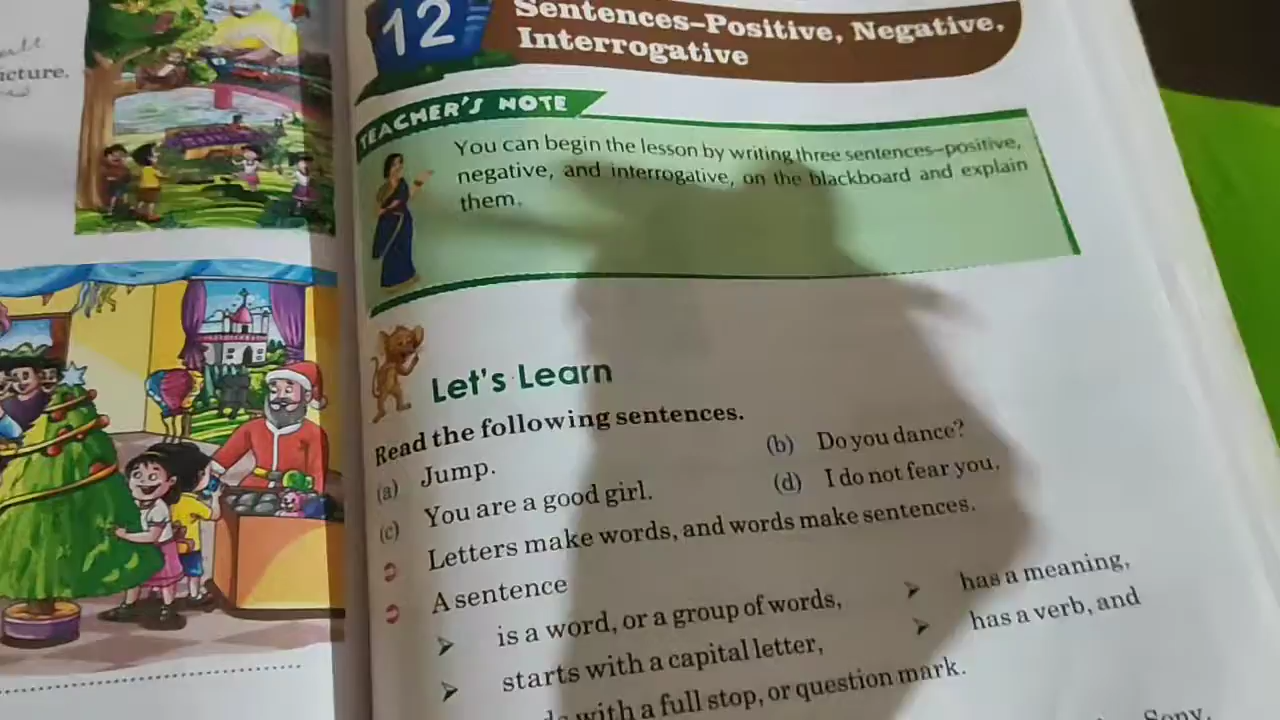 icture.
12
Sentences–Positive, Negative,
Interrogative
TEACHER'S NOTE
You can begin the lesson by writing three sentences–positive,
negative, and interrogative, on the blackboard and explain
them.
Let's Learn
Read the following sentences.
(a) Jump.
(b) Do you dance?
(c) You are a good girl.
(d) I do not fear you.
Letters make words, and words make sentences.
A sentence
is a word, or a group of words,
has a meaning,
starts with a capital letter,
has a verb, and
with a full stop, or question mark.
Sony,